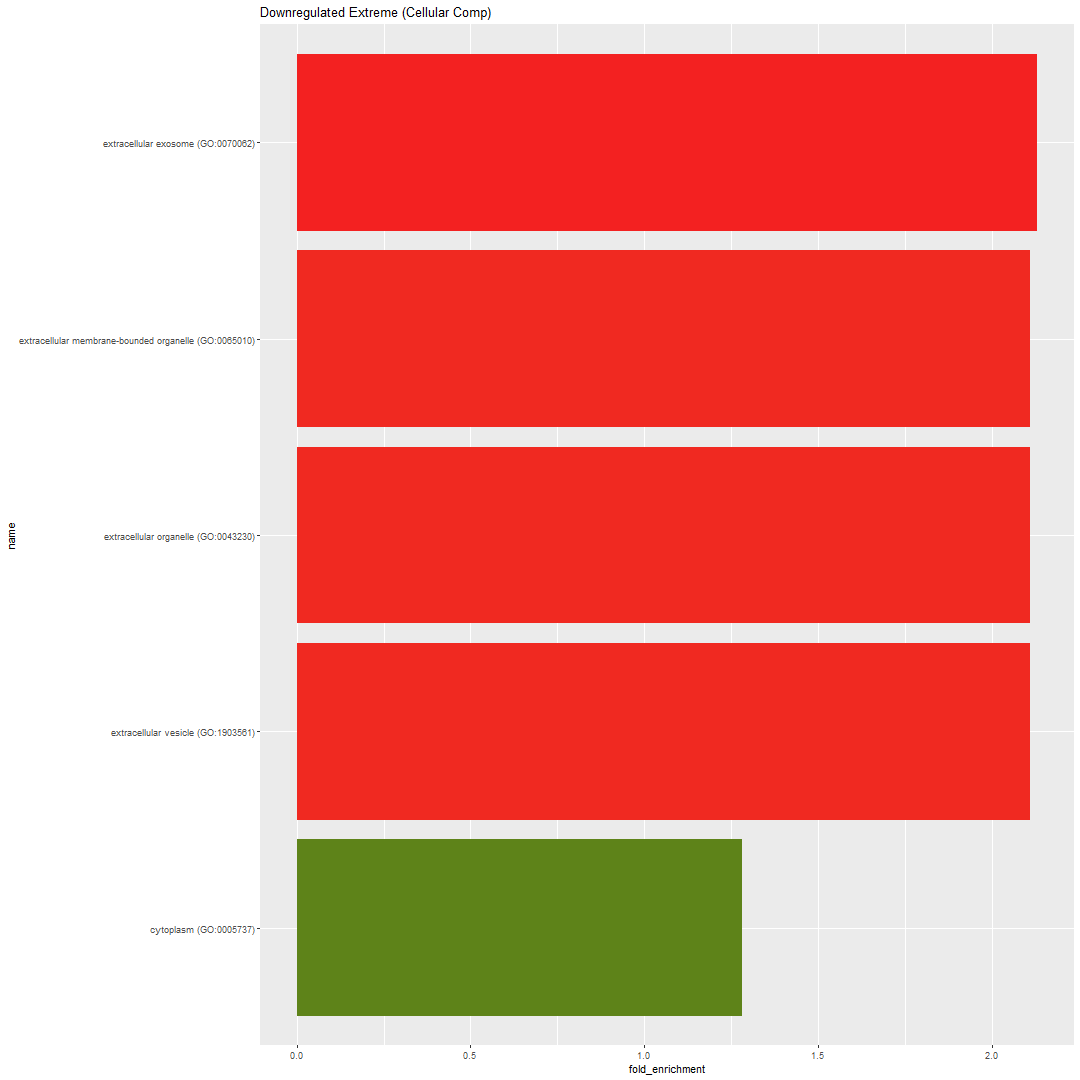 Downregulated Extreme (Cellular Comp)
extracellular exosome (GO:0070062)
extracellular membrane-bounded organelle (GO:0065010)
extracellular organelle (GO:0043230)
extracellular vesicle (GO:1903561)
cytoplasm (GO:0005737)
name
0.0 0.5 1.0 1.5 2.0
fold_enrichment